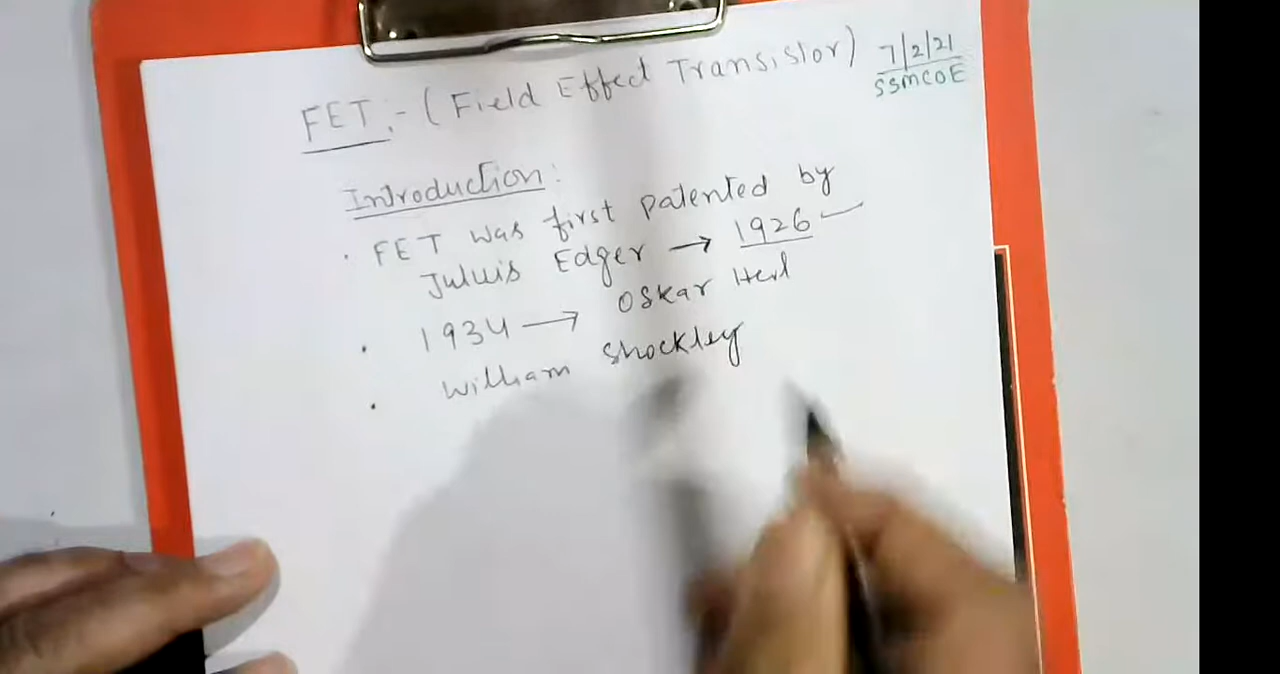 FET :- (Field Effect Transistor)
7/2/21
SSMCOE
Introduction:
. FET was first patented by
Juluis Edger → 1926
. 1934 → Oskar Heil
. William Shockley